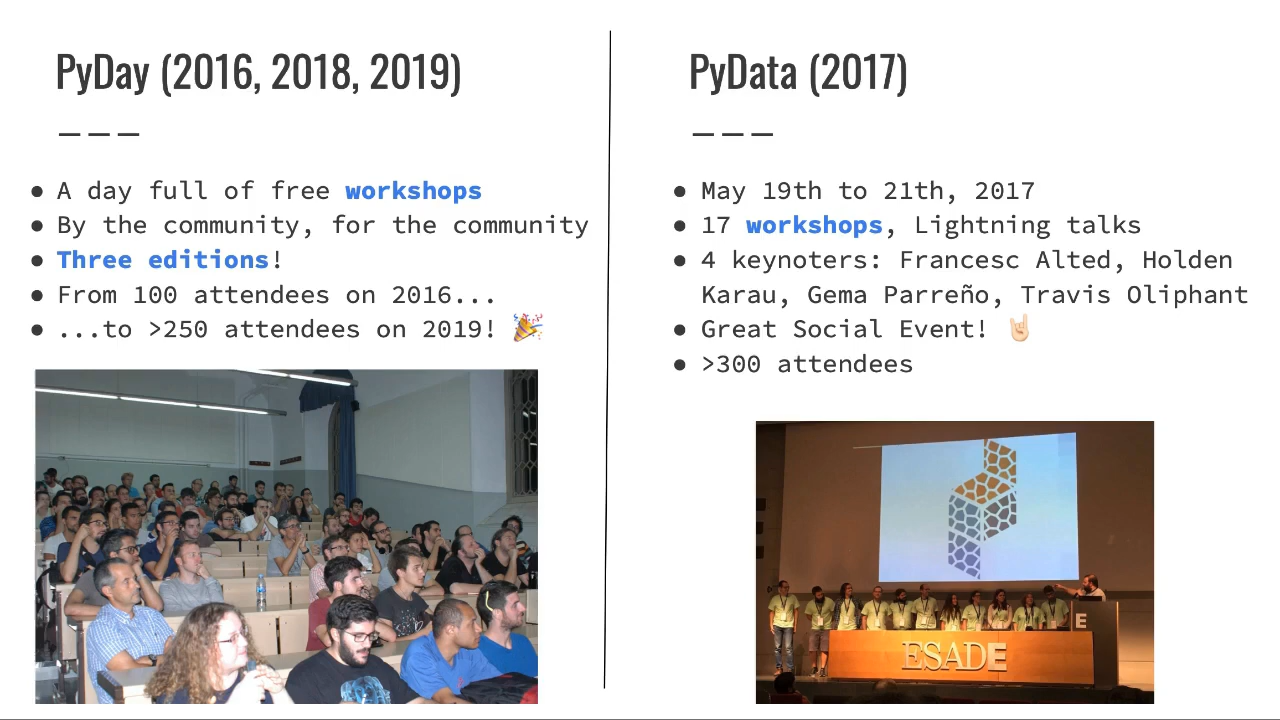 PyDay (2016, 2018, 2019)
● A day full of free workshops
● By the community, for the community
● Three editions!
● From 100 attendees on 2016...
● ...to >250 attendees on 2019! 🎉
PyData (2017)
● May 19th to 21th, 2017
● 17 workshops, Lightning talks
● 4 keynoters: Francesc Alted, Holden
Karau, Gema Parreño, Travis Oliphant
● Great Social Event! 🤘🏻
● >300 attendees
ESADE
E